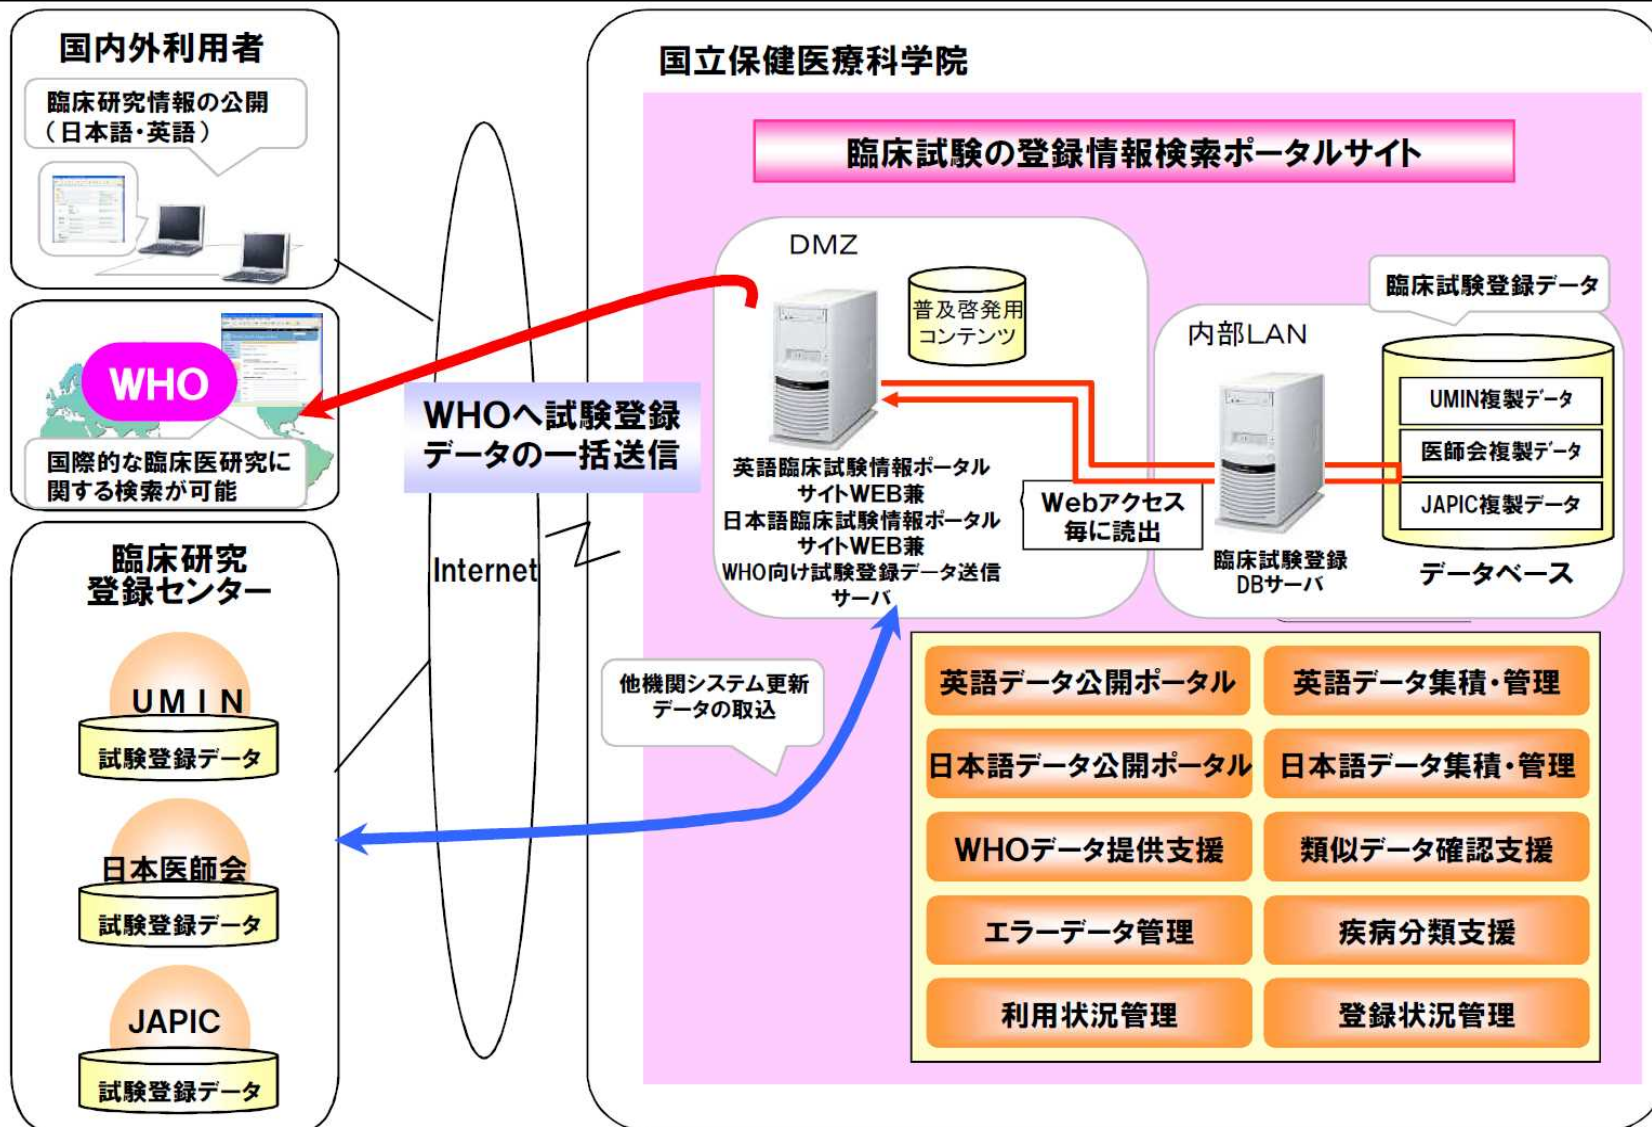 国内外利用者
臨床研究情報の公開
（日本語・英語）
WHO
国際的な臨床医研究に
関する検索が可能
臨床研究
登録センター
UMIN
試験登録データ
日本医師会
試験登録データ
JAPIC
試験登録データ
WHOへ試験登録
データの一括送信
Internet
国立保健医療科学院
臨床試験の登録情報検索ポータルサイト
DMZ
普及啓発用
コンテンツ
英語臨床試験情報ポータル
サイトWEB兼
日本語臨床試験情報ポータル
サイトWEB兼
WHO向け試験登録データ送信
サーバ
Webアクセス
毎に読出
内部LAN
臨床試験登録
DBサーバ
臨床試験登録データ
UMIN複製データ
医師会複製データ
JAPIC複製データ
データベース
他機関システム更新
データの取込
英語データ公開ポータル
英語データ集積・管理
日本語データ公開ポータル
日本語データ集積・管理
WHOデータ提供支援
類似データ確認支援
エラーデータ管理
疾病分類支援
利用状況管理
登録状況管理